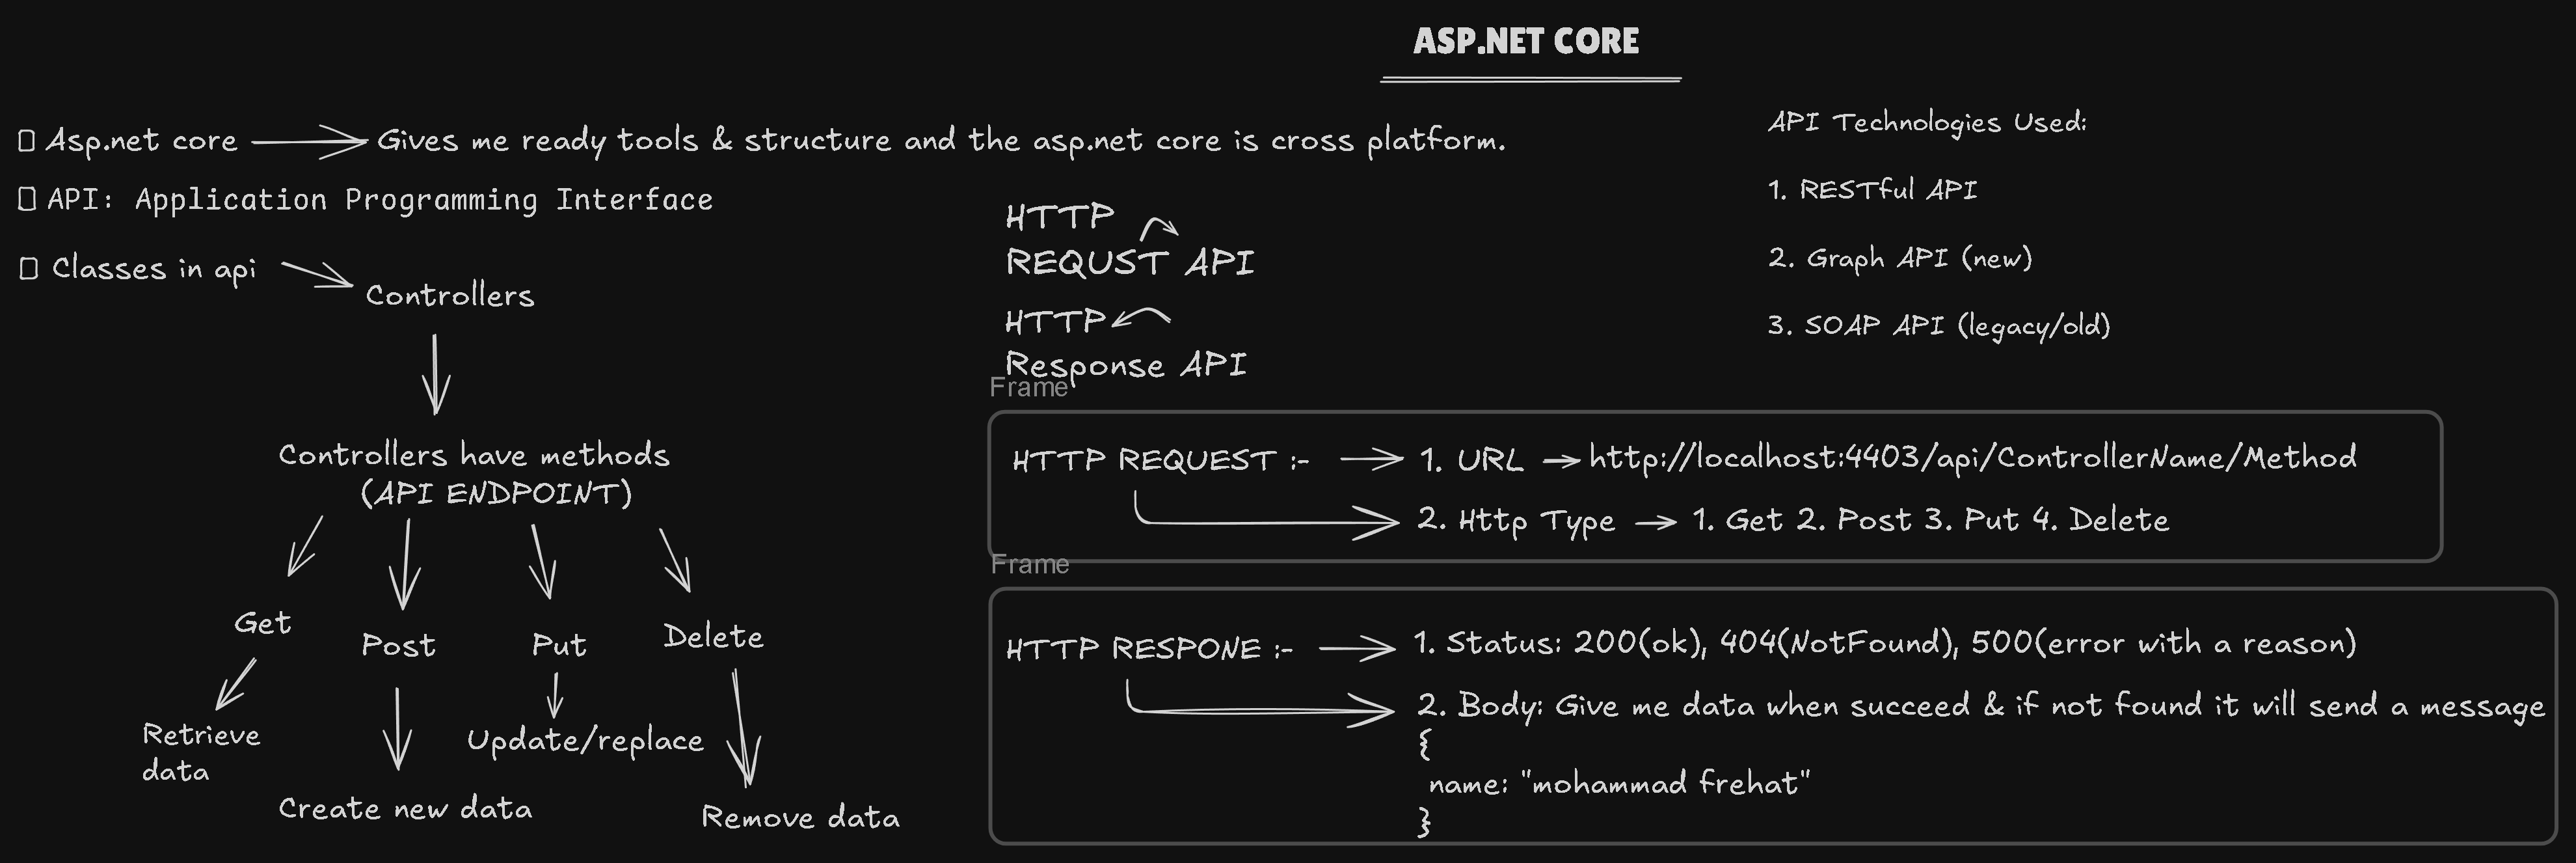 ASP.NET CORE
Asp.net core
Gives me ready tools & structure and the asp.net core is cross platform.
API: Application Programming Interface
Classes in api
Controllers
Controllers have methods
(API ENDPOINT)
Get
Post
Put
Delete
Retrieve
data
Create new data
Update/replace
Remove data
HTTP
REQUST API
HTTP
Response API
API Technologies Used:
1. RESTful API
2. Graph API (new)
3. SOAP API (legacy/old)
Frame
HTTP REQUEST :-
1. URL
http://localhost:4403/api/ControllerName/Method
2. Http Type
1. Get 2. Post 3. Put 4. Delete
Frame
HTTP RESPONE :-
1. Status: 200(ok), 404(NotFound), 500(error with a reason)
2. Body: Give me data when succeed & if not found it will send a message
{
name: "mohammad frehat"
}